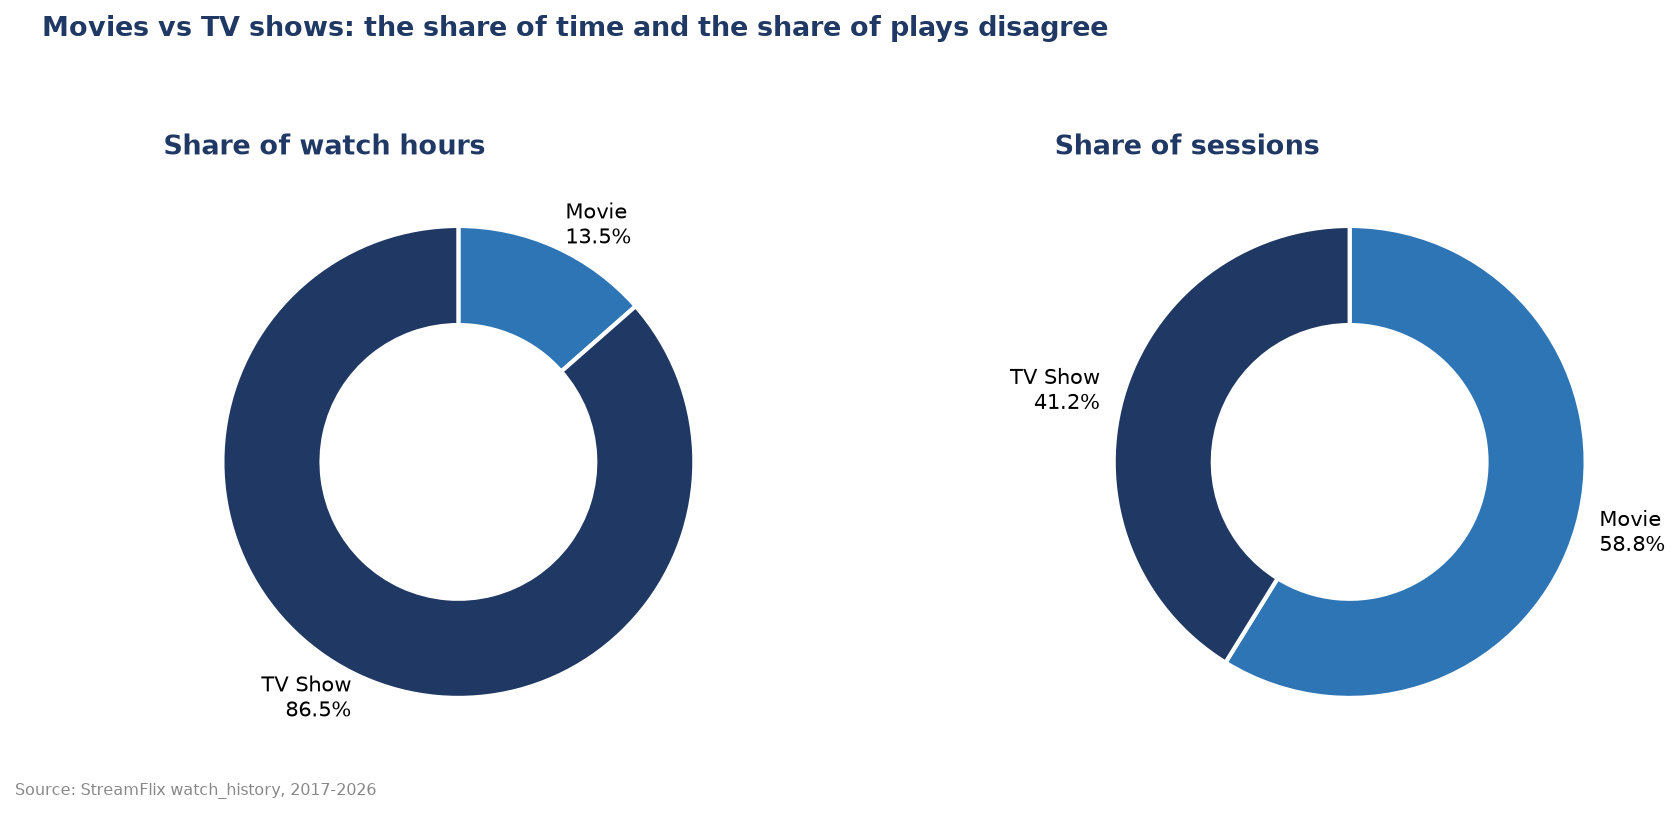 Movies vs TV shows: the share of time and the share of plays disagree
Share of watch hours
Movie
13.5%
TV Show
86.5%
Share of sessions
TV Show
41.2%
Movie
58.8%
Source: StreamFlix watch_history, 2017-2026